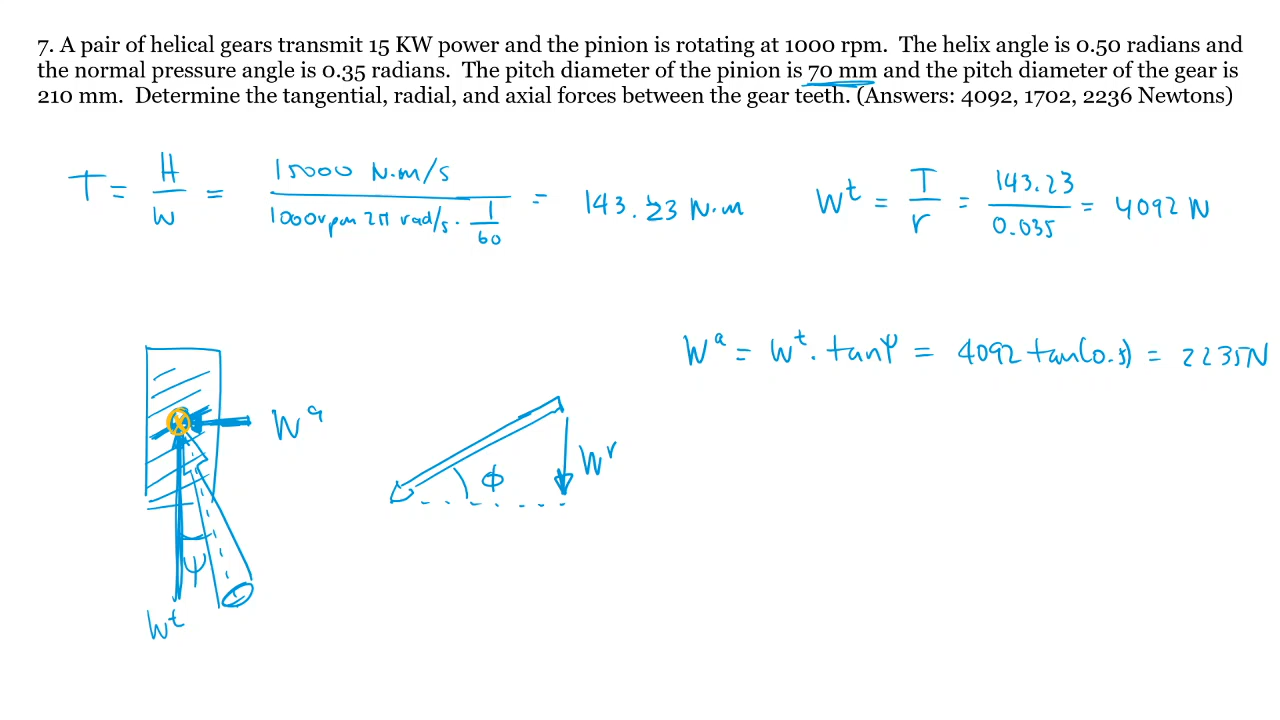 7. A pair of helical gears transmit 15 KW power and the pinion is rotating at 1000 rpm. The helix angle is 0.50 radians and
the normal pressure angle is 0.35 radians. The pitch diameter of the pinion is 70 mm and the pitch diameter of the gear is
210 mm. Determine the tangential, radial, and axial forces between the gear teeth. (Answers: 4092, 1702, 2236 Newtons)
T = H / W = 15000 N.m/s / 1000rpm 2π rad/s · 1/60 = 143.23 N.m
W^t = T / r = 143.23 / 0.035 = 4092 N
W^a = W^t · tanψ = 4092 tan(0.5) = 2235N
W^a
W^r
ϕ
ψ
W^t